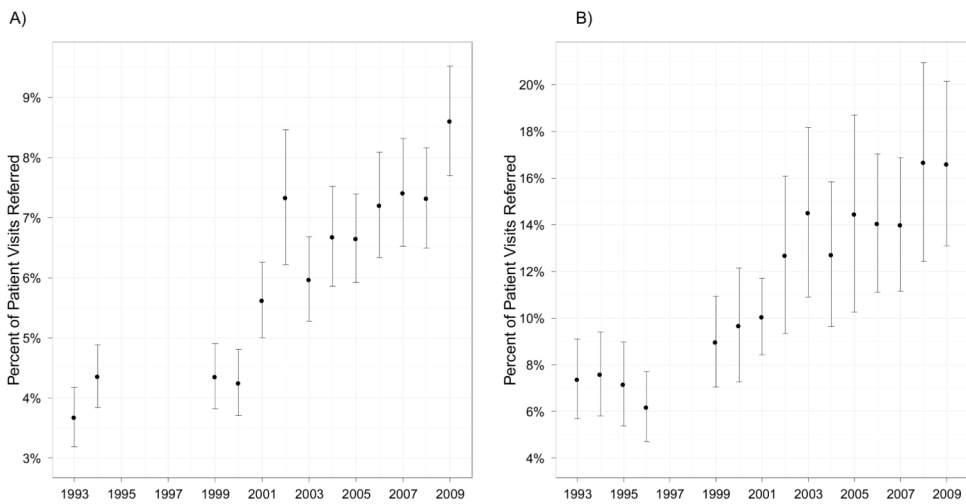 A)
Percent of Patient Visits Referred
9%
8%
7%
6%
5%
4%
3%
1993 1995 1997 1999 2001 2003 2005 2007 2009
B)
Percent of Patient Visits Referred
20%
18%
16%
14%
12%
10%
8%
6%
4%
1993 1995 1997 1999 2001 2003 2005 2007 2009